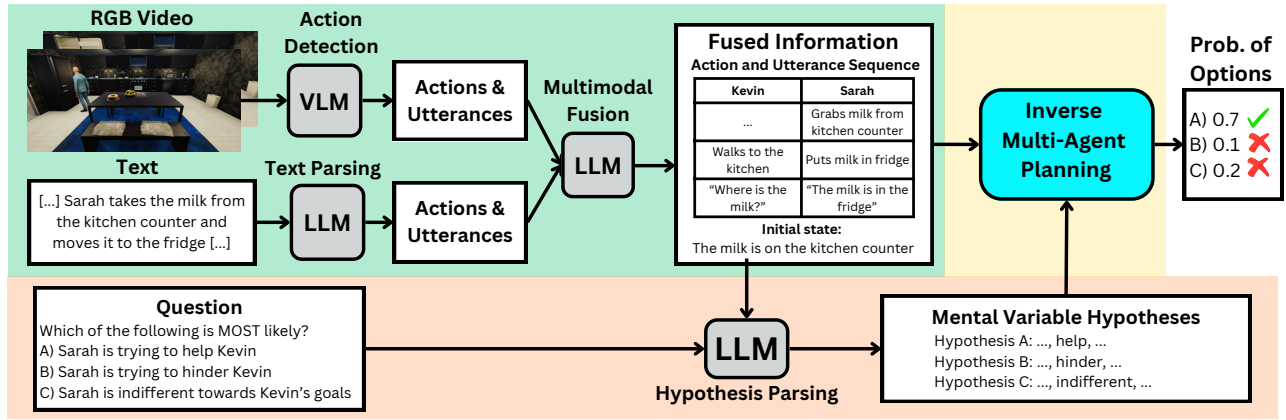 RGB Video
Action
Detection
VLM
Actions &
Utterances
Text
[...] Sarah takes the milk from
the kitchen counter and
moves it to the fridge [...]
Text Parsing
LLM
Actions &
Utterances
Multimodal
Fusion
LLM
Fused Information
Action and Utterance Sequence
Kevin Sarah
... Grabs milk from
kitchen counter
Walks to the
kitchen
Puts milk in fridge
“Where is the
milk?”
“The milk is in the
fridge”
Initial state:
The milk is on the kitchen counter
Inverse
Multi-Agent
Planning
Prob. of
Options
A) 0.7
B) 0.1
C) 0.2
Question
Which of the following is MOST likely?
A) Sarah is trying to help Kevin
B) Sarah is trying to hinder Kevin
C) Sarah is indifferent towards Kevin’s goals
LLM
Hypothesis Parsing
Mental Variable Hypotheses
Hypothesis A: ..., help, ...
Hypothesis B: ..., hinder, ...
Hypothesis C: ..., indifferent, ...